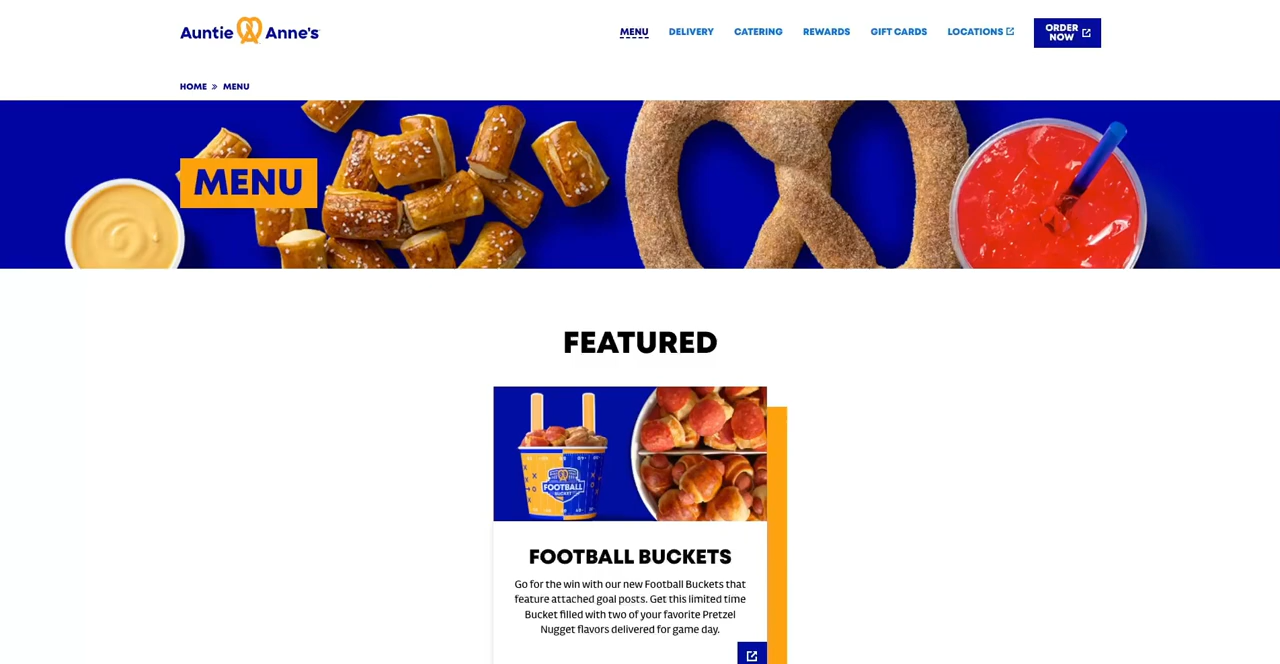 Auntie Anne's
MENU
DELIVERY
CATERING
REWARDS
GIFT CARDS
LOCATIONS
ORDER
NOW
HOME » MENU
MENU
FEATURED
FOOTBALL
BUCKET
FOOTBALL BUCKETS
Go for the win with our new Football Buckets that
feature attached goal posts. Get this limited time
Bucket filled with two of your favorite Pretzel
Nugget flavors delivered for game day.